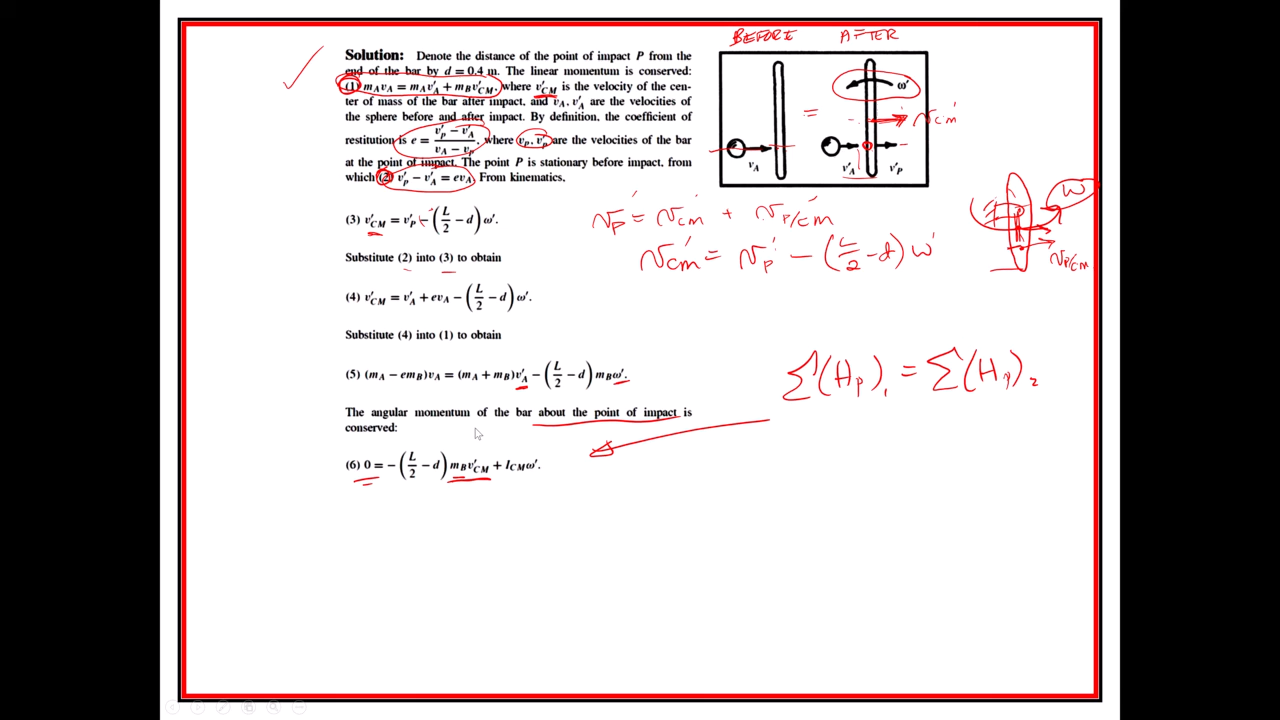 BEFORE AFTER
Solution: Denote the distance of the point of impact P from the
end of the bar by d = 0.4 m. The linear momentum is conserved:
(1) m_A v_A = m_A v′_A + m_B v′_CM, where v′_CM is the velocity of the cen-
ter of mass of the bar after impact, and v_A, v′_A are the velocities of
the sphere before and after impact. By definition, the coefficient of
restitution is e = (v′_P − v′_A)/(v_A − v_P), where v_P, v′_P are the velocities of the bar
at the point of impact. The point P is stationary before impact, from
which (2) v′_P − v′_A = ev_A. From kinematics,
ω′
v′_CM
=
v_A v′_A v′_P
(3) v′_CM = v′_P − (L/2 − d) ω′.
v_P′ = v_cm′ + v_P/cm′
v_cm′ = v_P′ − (L/2 − d) ω′
ω′
v_P/cm
Substitute (2) into (3) to obtain
(4) v′_CM = v′_A + ev_A − (L/2 − d) ω′.
Substitute (4) into (1) to obtain
(5) (m_A − em_B)v_A = (m_A + m_B)v′_A − (L/2 − d) m_B ω′.
Σ(H_P)_1 = Σ(H_P)_2
The angular momentum of the bar about the point of impact is
conserved:
(6) 0 = −(L/2 − d) m_B v′_CM + I_CM ω′.